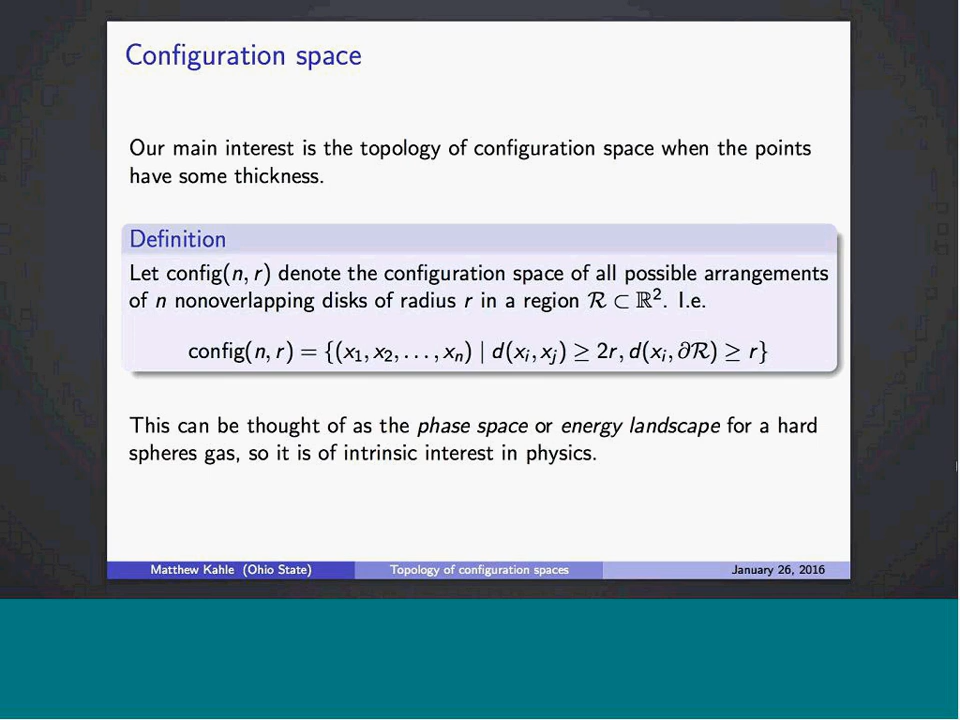 Configuration space
Our main interest is the topology of configuration space when the points
have some thickness.
Definition
Let config(n, r) denote the configuration space of all possible arrangements
of n nonoverlapping disks of radius r in a region ℛ ⊂ ℝ². I.e.
config(n, r) = {(x₁, x₂, . . . , xₙ) | d(xᵢ, xⱼ) ≥ 2r, d(xᵢ, ∂ℛ) ≥ r}
This can be thought of as the phase space or energy landscape for a hard
spheres gas, so it is of intrinsic interest in physics.
Matthew Kahle (Ohio State) Topology of configuration spaces January 26, 2016